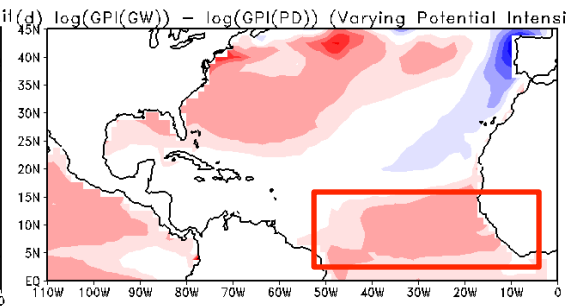 it(d) log(GPI(GW)) − log(GPI(PD)) (Varying Potential Intensi
45N
40N
35N
30N
25N
20N
15N
10N
5N
EQ
110W 100W 90W 80W 70W 60W 50W 40W 30W 20W 10W 0